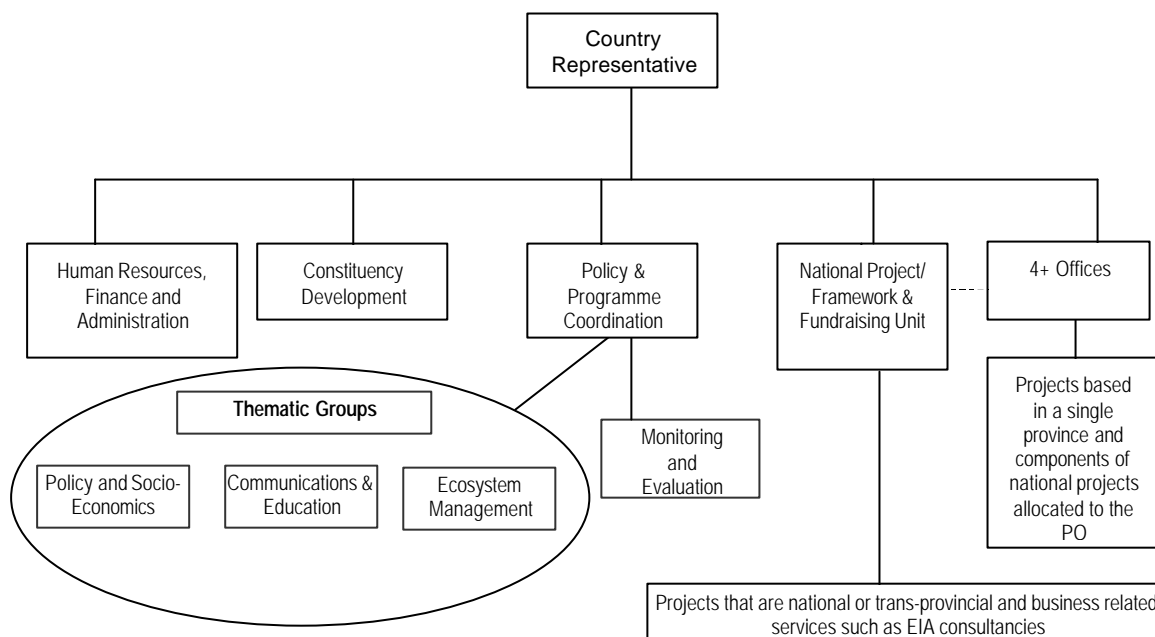 Country
Representative
Human Resources,
Finance and
Administration
Constituency
Development
Policy &
Programme
Coordination
National Project/
Framework &
Fundraising Unit
4+ Offices
Thematic Groups
Policy and Socio-
Economics
Communications &
Education
Ecosystem
Management
Monitoring
and
Evaluation
Projects based
in a single
province and
components of
national projects
allocated to the
PO
Projects that are national or trans-provincial and business related
services such as EIA consultancies